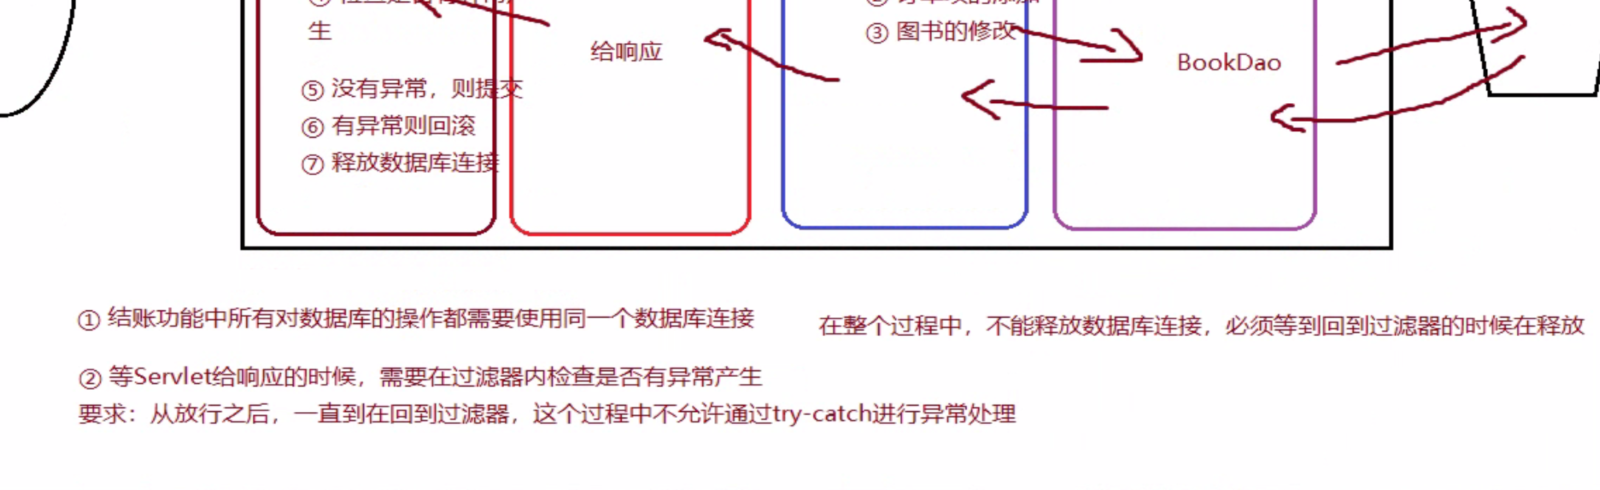 生
⑤ 没有异常，则提交
⑥ 有异常则回滚
⑦ 释放数据库连接
给响应
③ 图书的修改
BookDao
① 结账功能中所有对数据库的操作都需要使用同一个数据库连接
在整个过程中，不能释放数据库连接，必须等到回到过滤器的时候在释放
② 等Servlet给响应的时候，需要在过滤器内检查是否有异常产生
要求：从放行之后，一直到在回到过滤器，这个过程中不允许通过try-catch进行异常处理